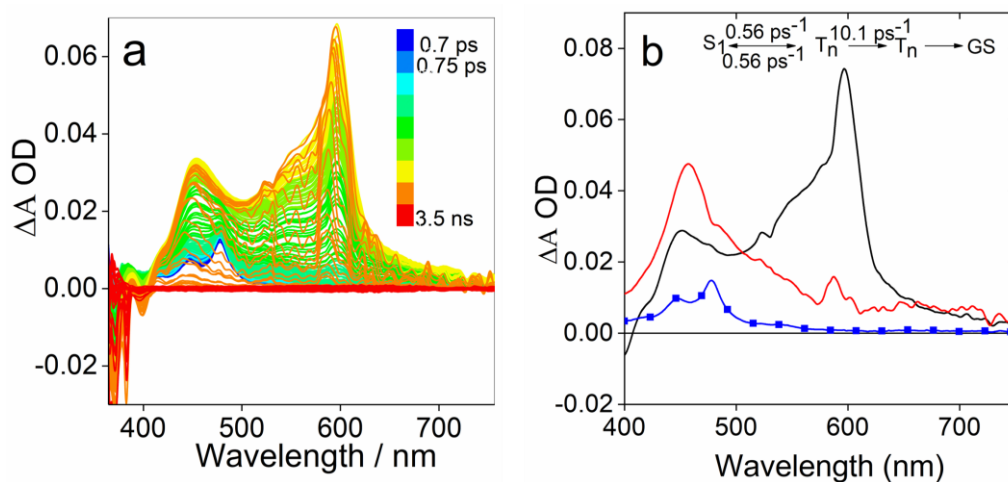 a
0.7 ps
0.75 ps
3.5 ns
0.06
0.04
0.02
0.00
-0.02
ΔA OD
400 500 600 700
Wavelength / nm
b
0.56 ps⁻¹ 10.1 ps⁻¹
S₁ Tₙ Tₙ GS
0.56 ps⁻¹
0.08
0.06
0.04
0.02
0.00
-0.02
ΔA OD
400 500 600 700
Wavelength (nm)